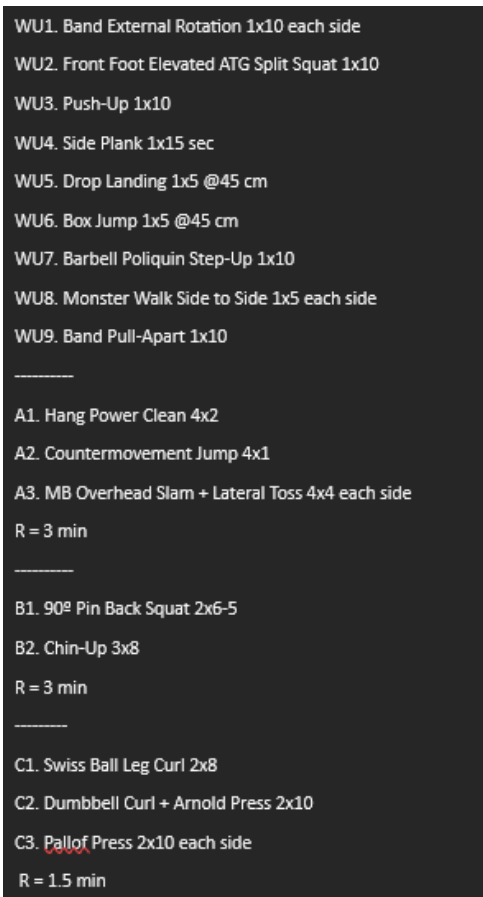 WU1. Band External Rotation 1x10 each side
WU2. Front Foot Elevated ATG Split Squat 1x10
WU3. Push-Up 1x10
WU4. Side Plank 1x15 sec
WU5. Drop Landing 1x5 @45 cm
WU6. Box Jump 1x5 @45 cm
WU7. Barbell Poliquin Step-Up 1x10
WU8. Monster Walk Side to Side 1x5 each side
WU9. Band Pull-Apart 1x10
----------
A1. Hang Power Clean 4x2
A2. Countermovement Jump 4x1
A3. MB Overhead Slam + Lateral Toss 4x4 each side
R = 3 min
----------
B1. 90º Pin Back Squat 2x6-5
B2. Chin-Up 3x8
R = 3 min
---------
C1. Swiss Ball Leg Curl 2x8
C2. Dumbbell Curl + Arnold Press 2x10
C3. Pallof Press 2x10 each side
R = 1.5 min